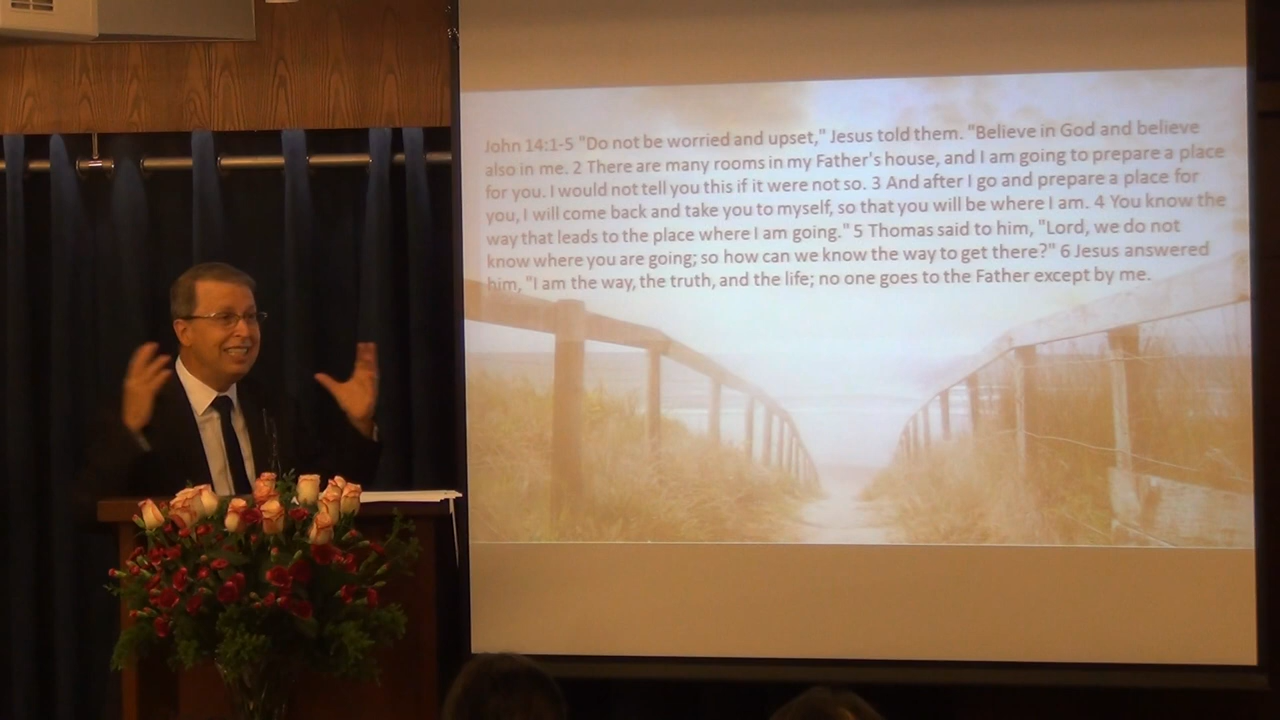 John 14:1-5 "Do not be worried and upset," Jesus told them. "Believe in God and believe
also in me. 2 There are many rooms in my Father's house, and I am going to prepare a place
for you. I would not tell you this if it were not so. 3 And after I go and prepare a place for
you, I will come back and take you to myself, so that you will be where I am. 4 You know the
way that leads to the place where I am going." 5 Thomas said to him, "Lord, we do not
know where you are going; so how can we know the way to get there?" 6 Jesus answered
him, "I am the way, the truth, and the life; no one goes to the Father except by me.